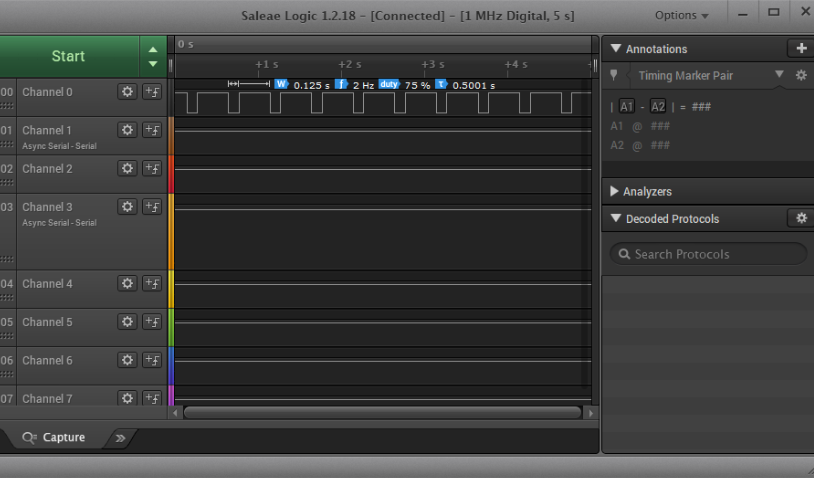 Saleae Logic 1.2.18 - [Connected] - [1 MHz Digital, 5 s]
Options
Start
0 s
+1 s
+2 s
+3 s
+4 s
W 0.125 s f 2 Hz duty 75 % T 0.5001 s
00 Channel 0
01 Channel 1
Async Serial - Serial
02 Channel 2
03 Channel 3
Async Serial - Serial
04 Channel 4
05 Channel 5
06 Channel 6
07 Channel 7
Capture
Annotations
Timing Marker Pair
| A1 - A2 | = ###
A1 @ ###
A2 @ ###
Analyzers
Decoded Protocols
Search Protocols